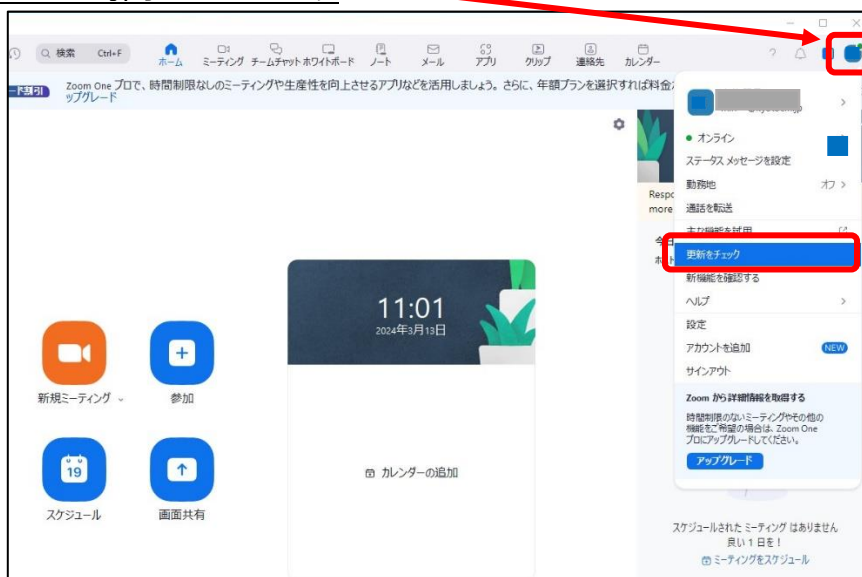 検索 Ctrl+F
ホーム ミーティング チームチャット ホワイトボード ノート メール アプリ クリップ 連絡先 カレンダー
ード割引 Zoom One プロで、時間制限なしのミーティングや生産性を向上させるアプリなどを活用しましょう。さらに、年額プランを選択すれば料金
ップグレード
オンライン
ステータス メッセージを設定
勤務地 オフ
通話を転送
主な機能を試用
更新をチェック
新機能を確認する
ヘルプ
設定
アカウントを追加 NEW
サインアウト
Zoom から詳細情報を取得する
時間制限のないミーティングやその他の
機能をご希望の場合は、Zoom One
プロにアップグレードしてください。
アップグレード
Respo
more
今日
11:01
2024年3月13日
新規ミーティング
参加
19
スケジュール
画面共有
カレンダーの追加
スケジュールされた ミーティング はありません
良い 1 日を！
ミーティングをスケジュール